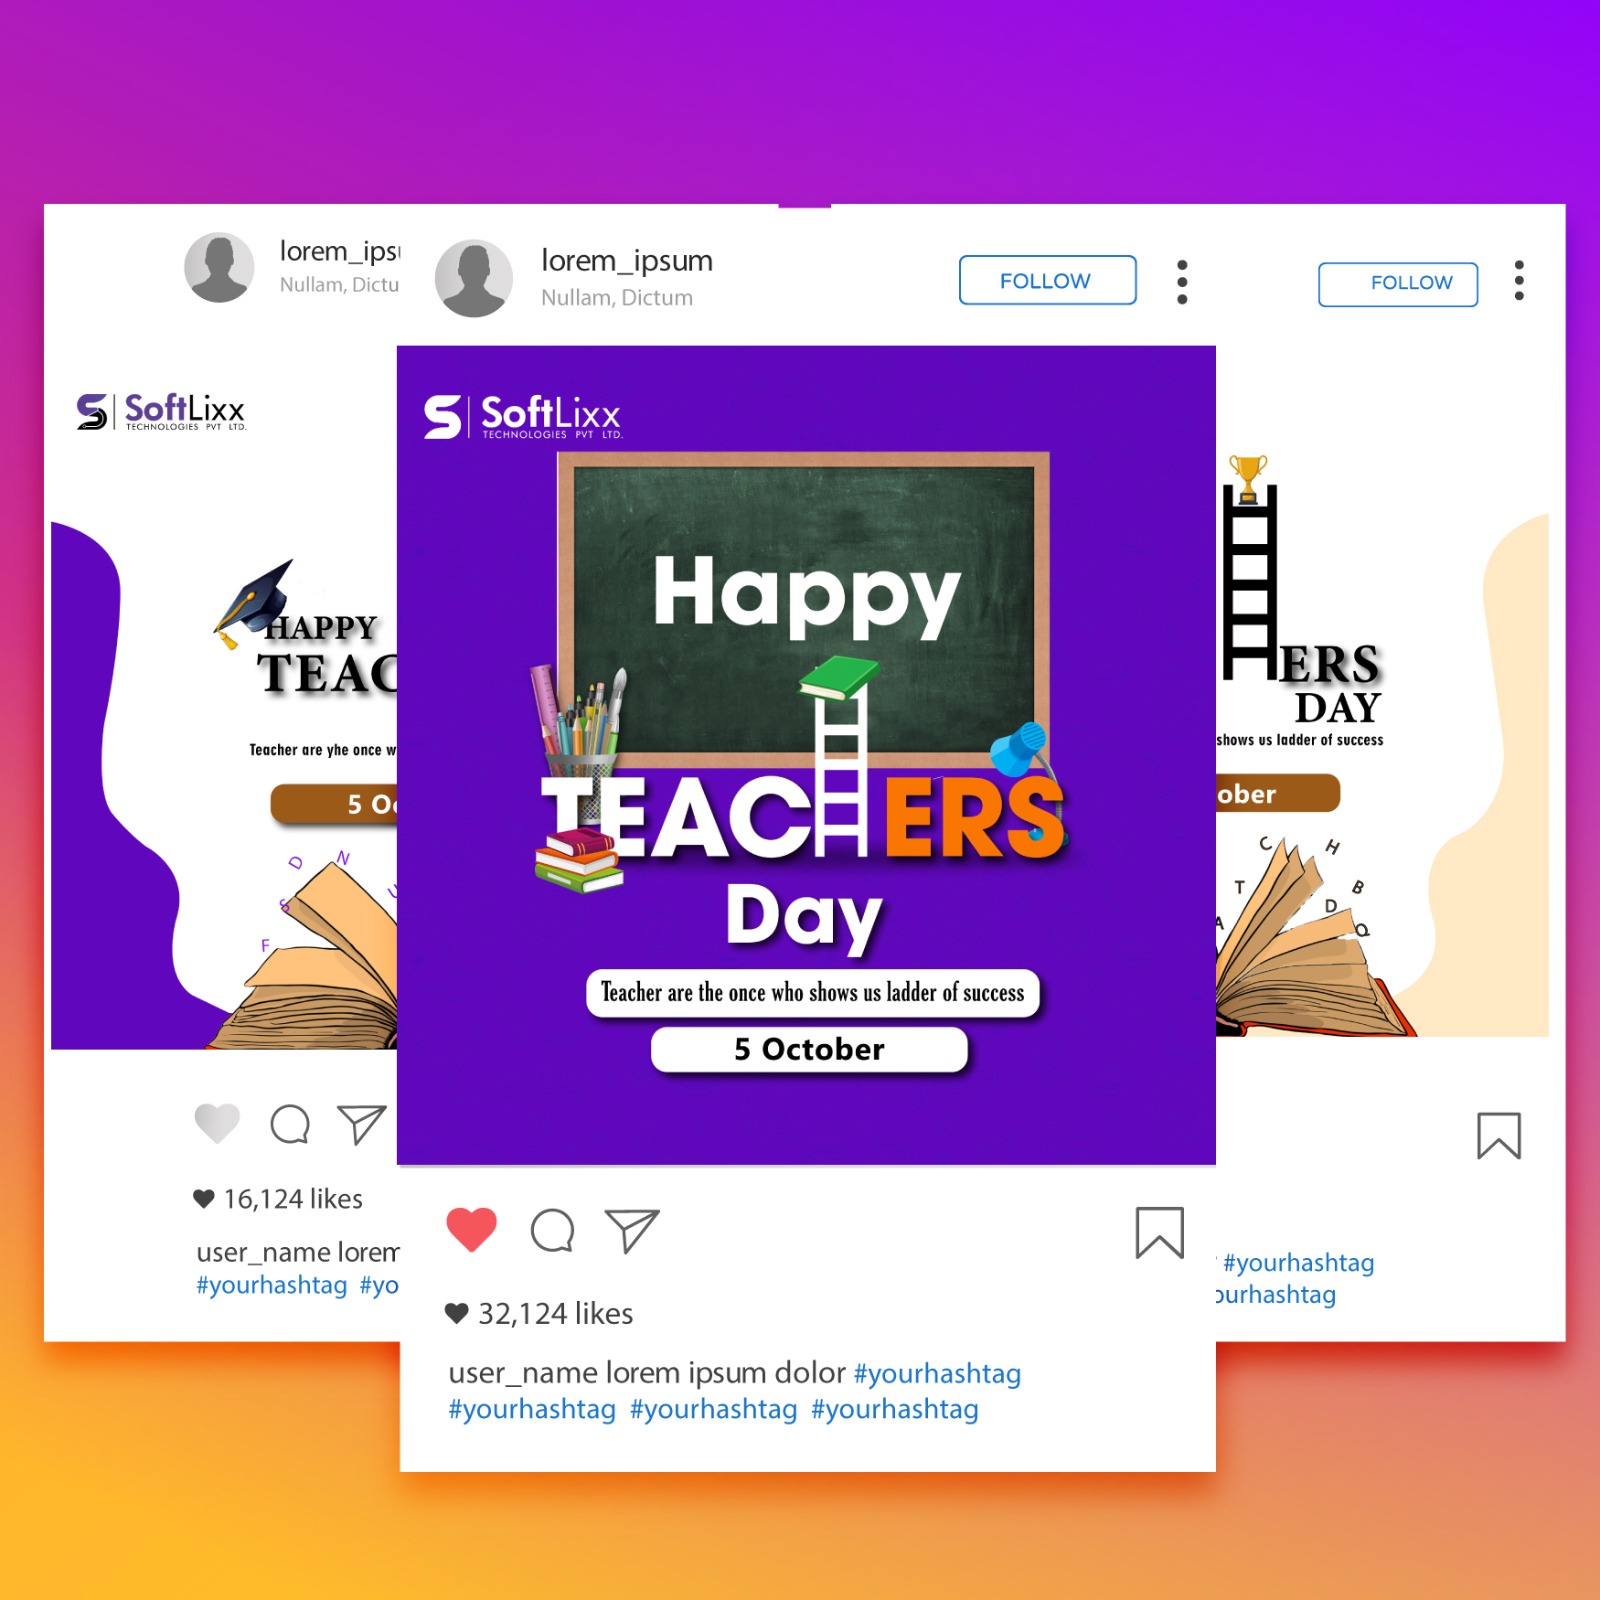 lorem_ips
Nullam, Dictu
SoftLixx
TECHNOLOGIES PVT LTD.
HAPPY
TEAC
Teacher are yhe once w
5 Oc
D N
S U
F
16,124 likes
user_name lorem
#yourhashtag #yo
lorem_ipsum
Nullam, Dictum
FOLLOW
SoftLixx
TECHNOLOGIES PVT LTD.
Happy
TEACHERS
Day
Teacher are the once who shows us ladder of success
5 October
32,124 likes
user_name lorem ipsum dolor #yourhashtag
#yourhashtag #yourhashtag #yourhashtag
FOLLOW
ERS
DAY
shows us ladder of success
ober
C H
T B
A D Q
#yourhashtag
ourhashtag